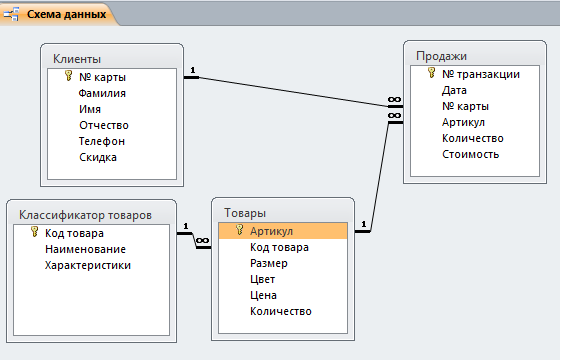 Схема данных
Клиенты
№ карты
Фамилия
Имя
Отчество
Телефон
Скидка
1
∞
∞
Продажи
№ транзакции
Дата
№ карты
Артикул
Количество
Стоимость
Классификатор товаров
Код товара
Наименование
Характеристики
1
∞
Товары
Артикул
Код товара
Размер
Цвет
Цена
Количество
1